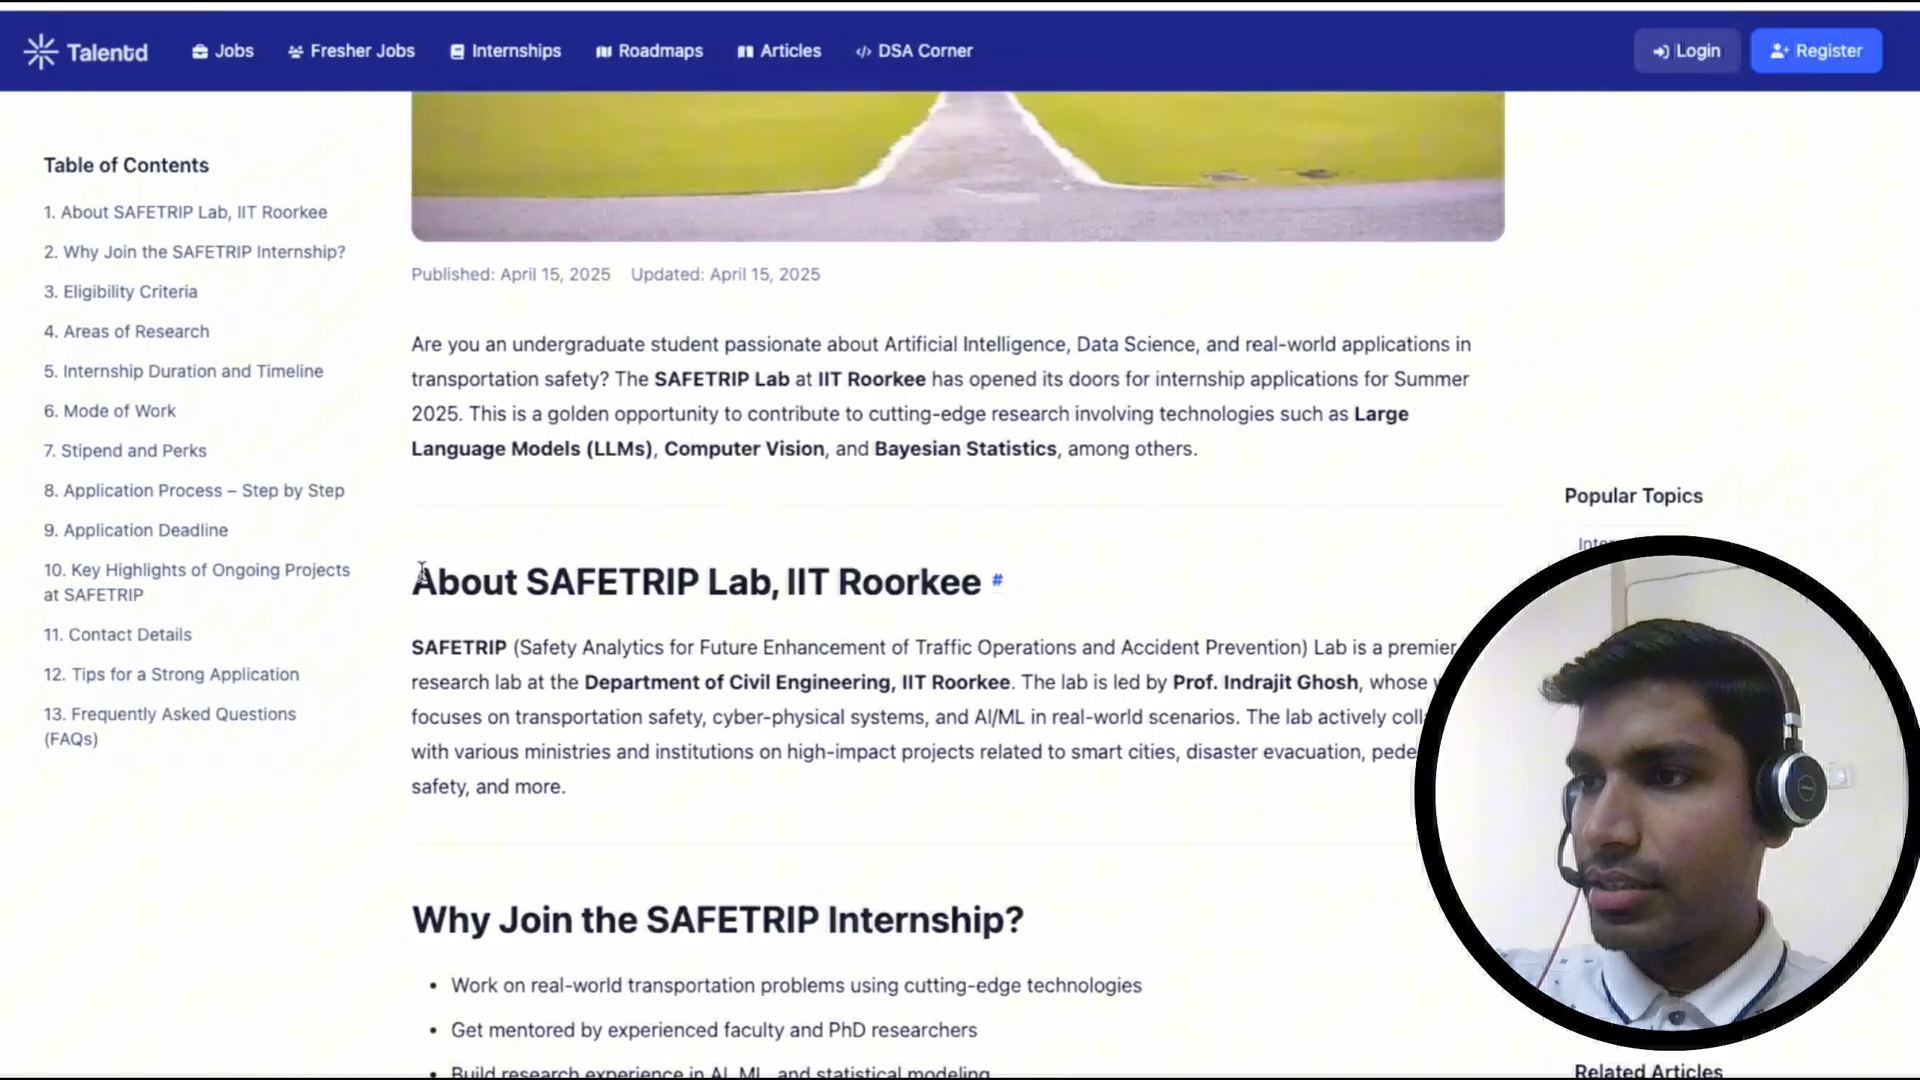 Talentd
Jobs
Fresher Jobs
Internships
Roadmaps
Articles
DSA Corner
Login
Register
Table of Contents
1. About SAFETRIP Lab, IIT Roorkee
2. Why Join the SAFETRIP Internship?
3. Eligibility Criteria
4. Areas of Research
5. Internship Duration and Timeline
6. Mode of Work
7. Stipend and Perks
8. Application Process – Step by Step
9. Application Deadline
10. Key Highlights of Ongoing Projects
at SAFETRIP
11. Contact Details
12. Tips for a Strong Application
13. Frequently Asked Questions
(FAQs)
Published: April 15, 2025 Updated: April 15, 2025
Are you an undergraduate student passionate about Artificial Intelligence, Data Science, and real-world applications in
transportation safety? The SAFETRIP Lab at IIT Roorkee has opened its doors for internship applications for Summer
2025. This is a golden opportunity to contribute to cutting-edge research involving technologies such as Large
Language Models (LLMs), Computer Vision, and Bayesian Statistics, among others.
About SAFETRIP Lab, IIT Roorkee #
SAFETRIP (Safety Analytics for Future Enhancement of Traffic Operations and Accident Prevention) Lab is a premier
research lab at the Department of Civil Engineering, IIT Roorkee. The lab is led by Prof. Indrajit Ghosh, whose
focuses on transportation safety, cyber-physical systems, and AI/ML in real-world scenarios. The lab actively
with various ministries and institutions on high-impact projects related to smart cities, disaster evacuation,
safety, and more.
Why Join the SAFETRIP Internship?
• Work on real-world transportation problems using cutting-edge technologies
• Get mentored by experienced faculty and PhD researchers
• Build research experience in AI, ML, and statistical modeling
Popular Topics
Related Articles